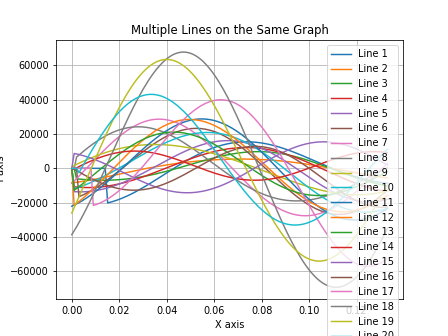 Multiple Lines on the Same Graph
60000
40000
20000
0
−20000
−40000
−60000
0.00
0.02
0.04
0.06
0.08
0.10
X axis
Line 1
Line 2
Line 3
Line 4
Line 5
Line 6
Line 7
Line 8
Line 9
Line 10
Line 11
Line 12
Line 13
Line 14
Line 15
Line 16
Line 17
Line 18
Line 19
Line 20